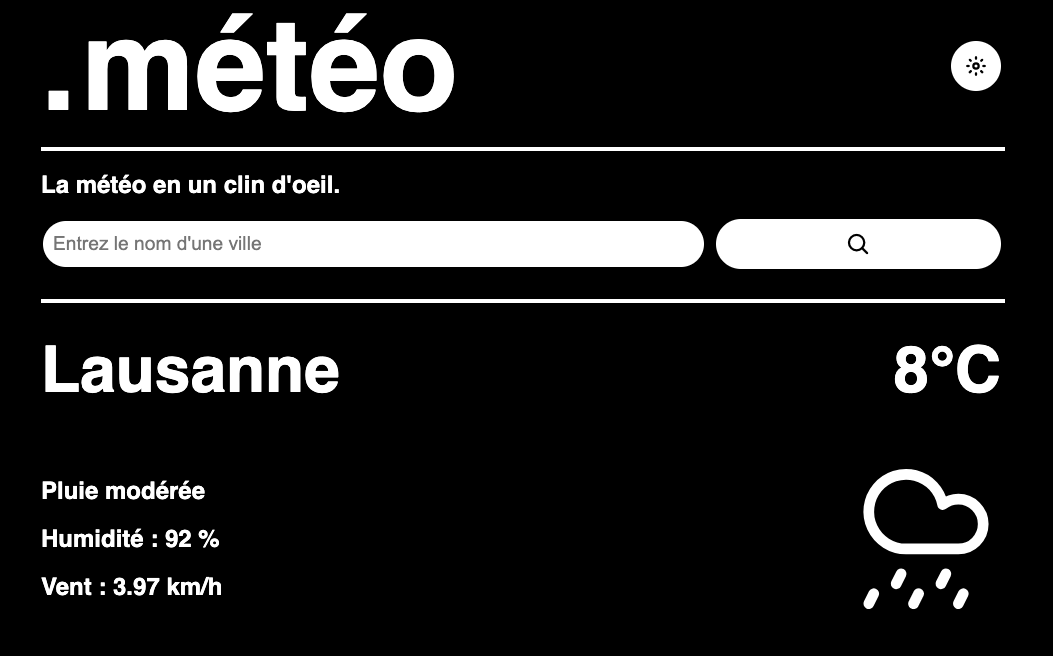 .météo
La météo en un clin d'oeil.
Entrez le nom d'une ville
Lausanne
8°C
Pluie modérée
Humidité : 92 %
Vent : 3.97 km/h